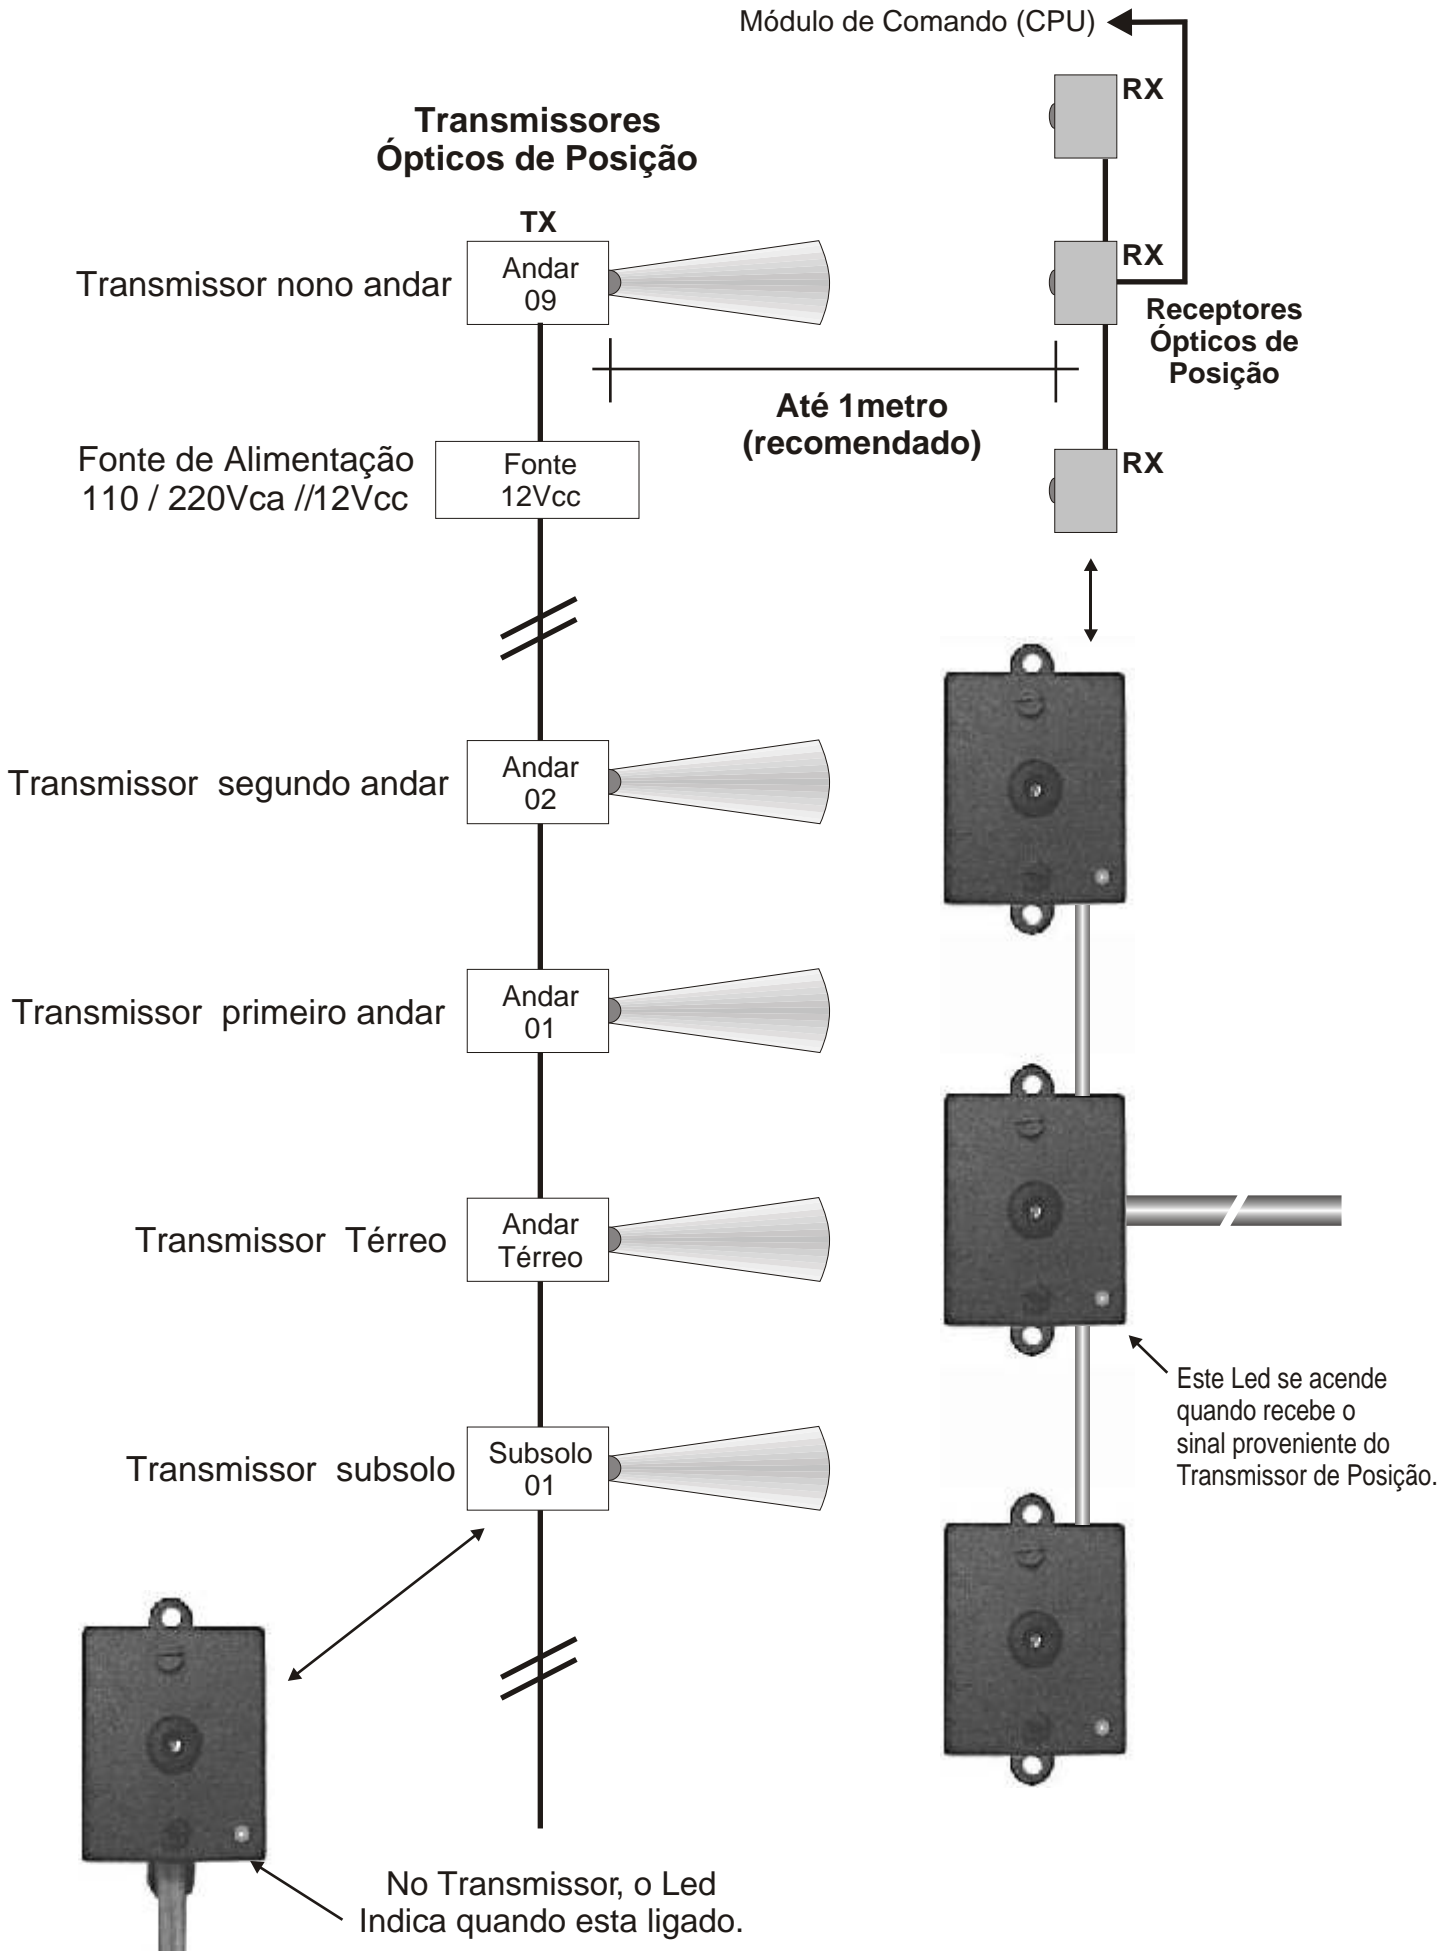 Módulo de Comando (CPU)
RX
Transmissores
Ópticos de Posição
TX
RX
Transmissor nono andar
Andar
09
Receptores
Ópticos de
Posição
Até 1metro
(recomendado)
Fonte de Alimentação
110 / 220Vca //12Vcc
Fonte
12Vcc
RX
Transmissor  segundo andar
Andar
02
Transmissor  primeiro andar
Andar
01
Transmissor  Térreo
Andar
Térreo
Este Led se acende
quando recebe o
sinal proveniente do
Transmissor de Posição.
Transmissor  subsolo
Subsolo
01
No Transmissor, o Led
Indica quando esta ligado.